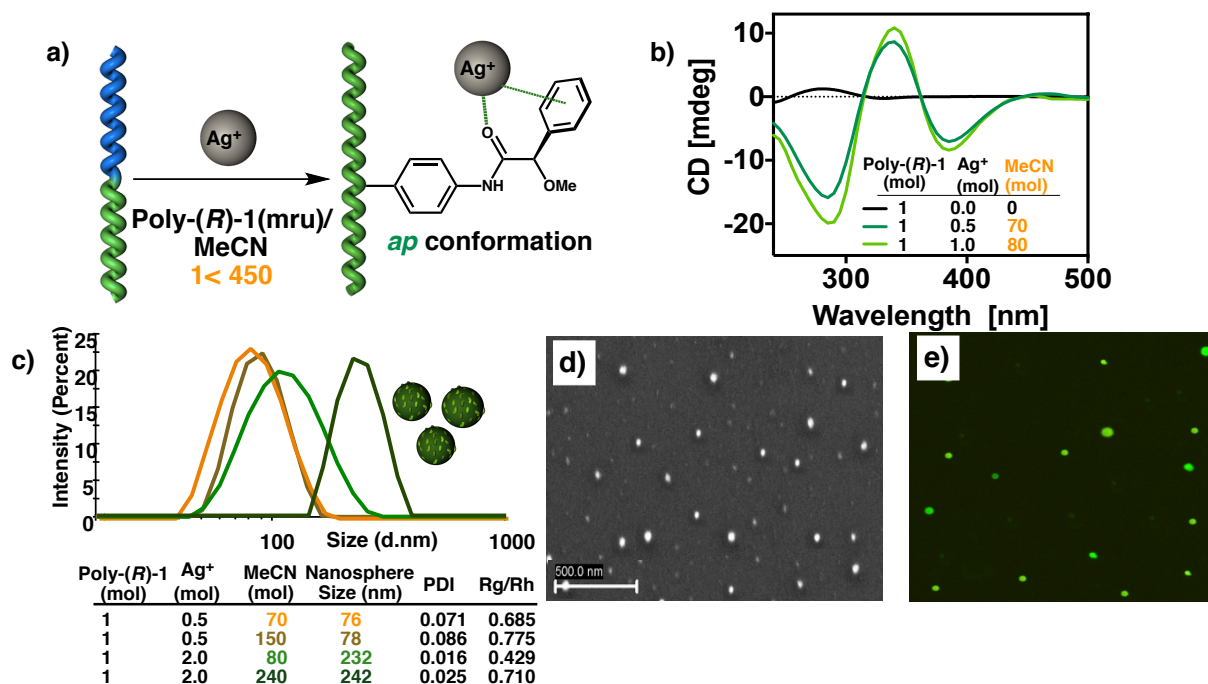 a)
Ag⁺
Poly-(R)-1(mru)/
MeCN
1< 450
Ag⁺
O
NH
OMe
ap conformation
b)
CD [mdeg]
10
0
-10
-20
300 400 500
Wavelength [nm]
Poly-(R)-1 Ag⁺ MeCN
(mol) (mol) (mol)
1 0.0 0
1 0.5 70
1 1.0 80
c)
Intensity (Percent)
25
20
15
10
5
0
100 Size (d.nm) 1000
Poly-(R)-1 Ag⁺ MeCN Nanosphere PDI Rg/Rh
(mol) (mol) (mol) Size (nm)
1 0.5 70 76 0.071 0.685
1 0.5 150 78 0.086 0.775
1 2.0 80 232 0.016 0.429
1 2.0 240 242 0.025 0.710
d)
500.0 nm
e)